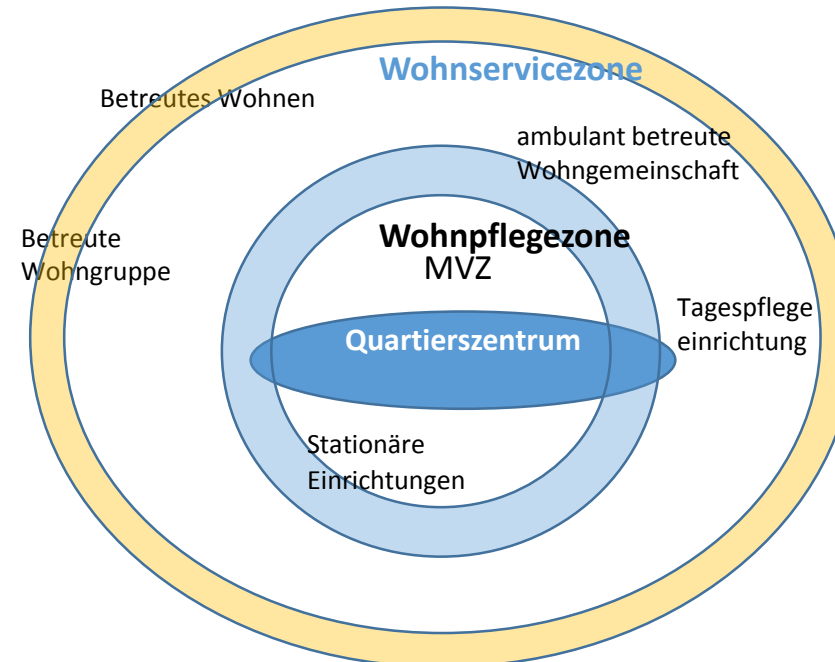 Wohnservicezone
Betreutes Wohnen
ambulant betreute
Wohngemeinschaft
Betreute
Wohngruppe
Wohnpflegezone
MVZ
Tagespflege
einrichtung
Quartierszentrum
Stationäre
Einrichtungen